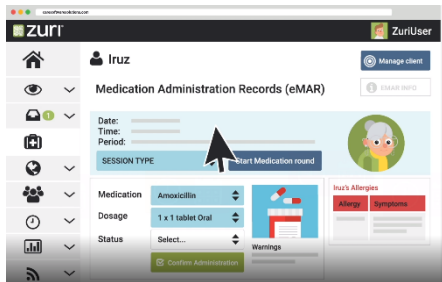 zuri
ZuriUser
Iruz
Manage client
Medication Administration Records (eMAR)
EMAR INFO
1
Date:
Time:
Period:
SESSION TYPE
Start Medication round
Medication
Amoxicillin
Dosage
1 x 1 tablet Oral
Status
Select...
Confirm Administration
Warnings
Iruz's Allergies
Allergy
Symptoms